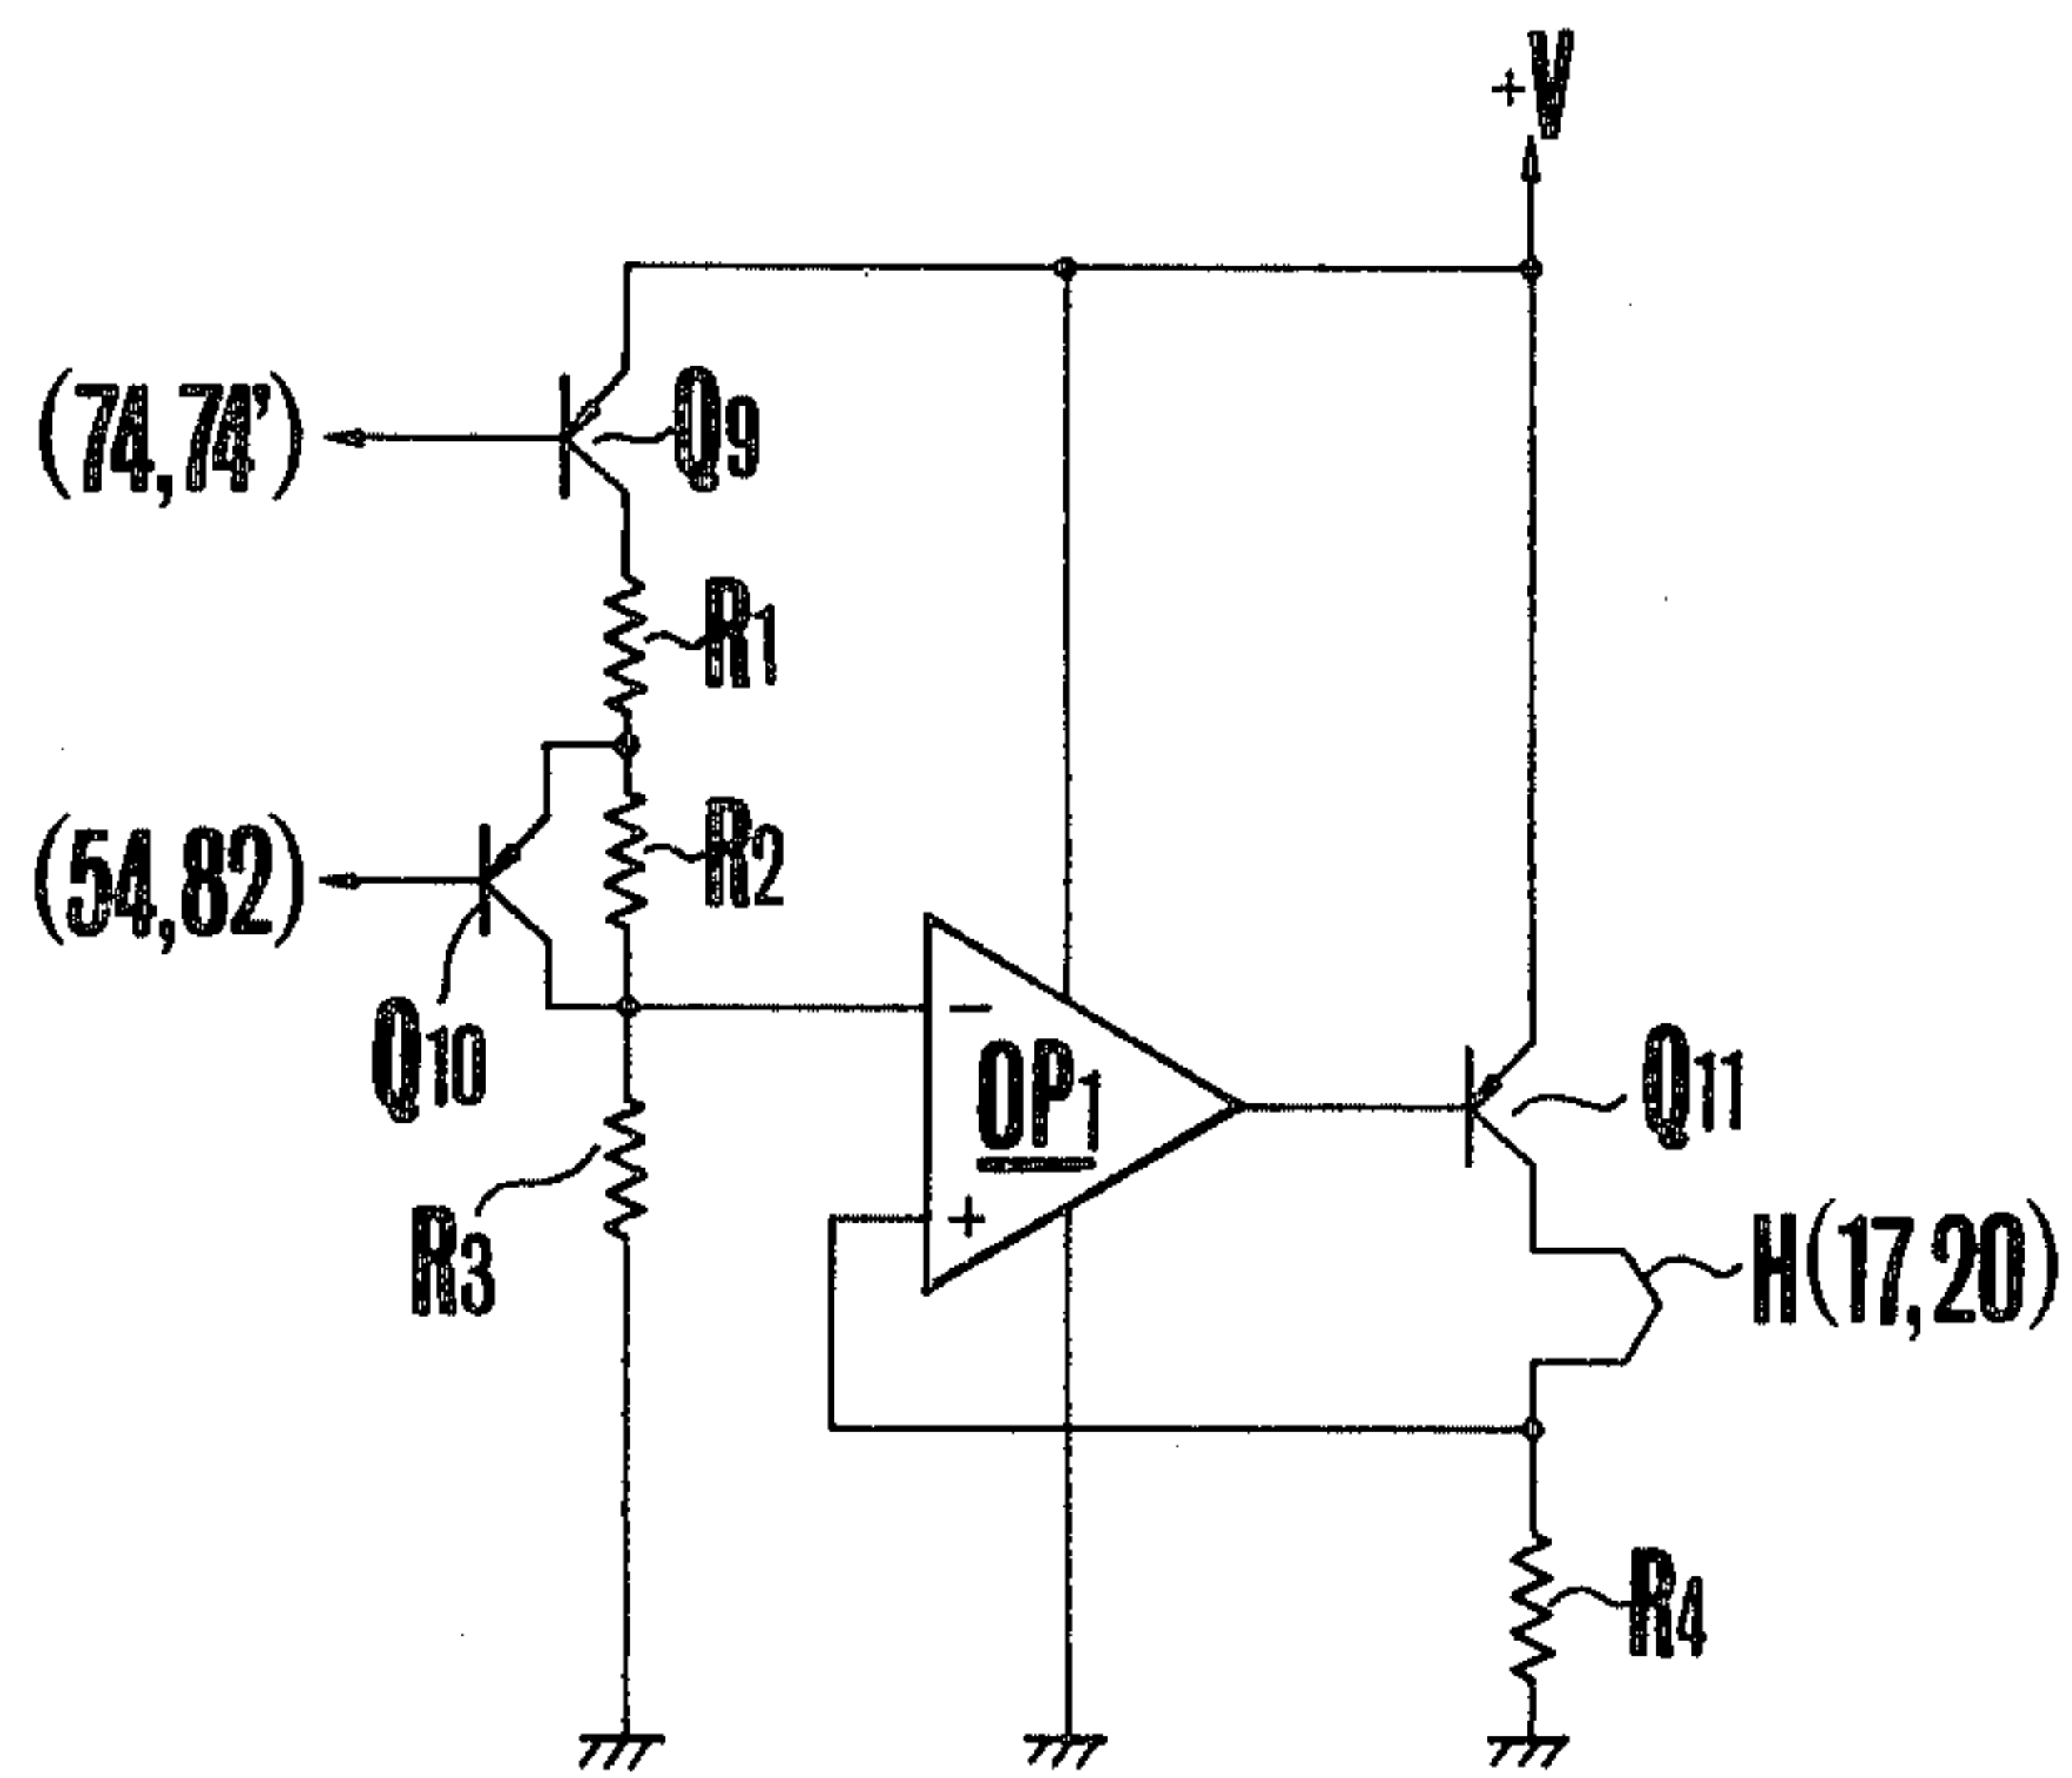 +V
(74,74')
Q9
R1
(54,82)
R2
Q10
−
OP1
+
Q11
R3
H(17,20)
R4